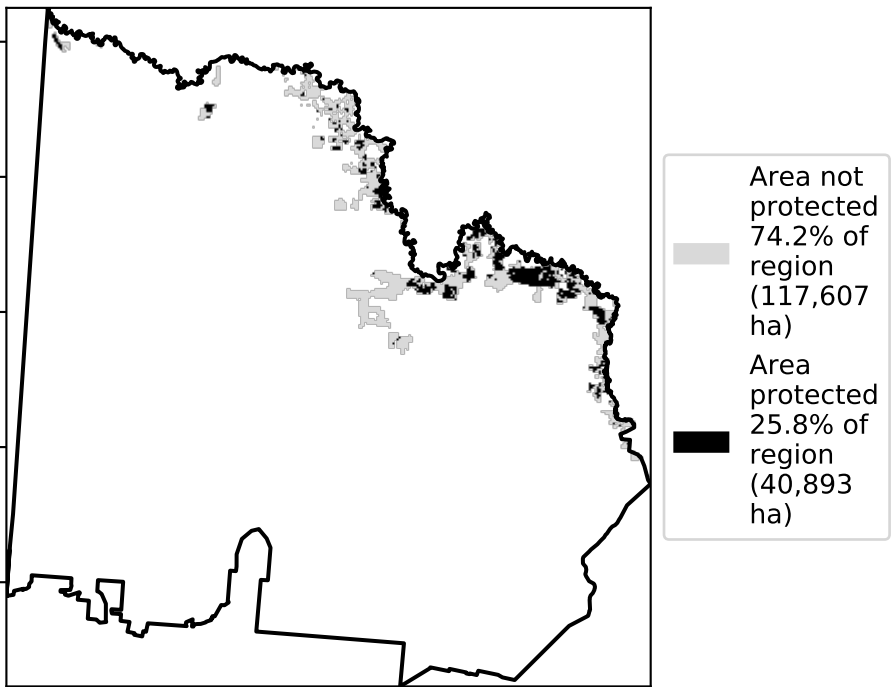 Area not
protected
74.2% of
region
(117,607
ha)
Area
protected
25.8% of
region
(40,893
ha)